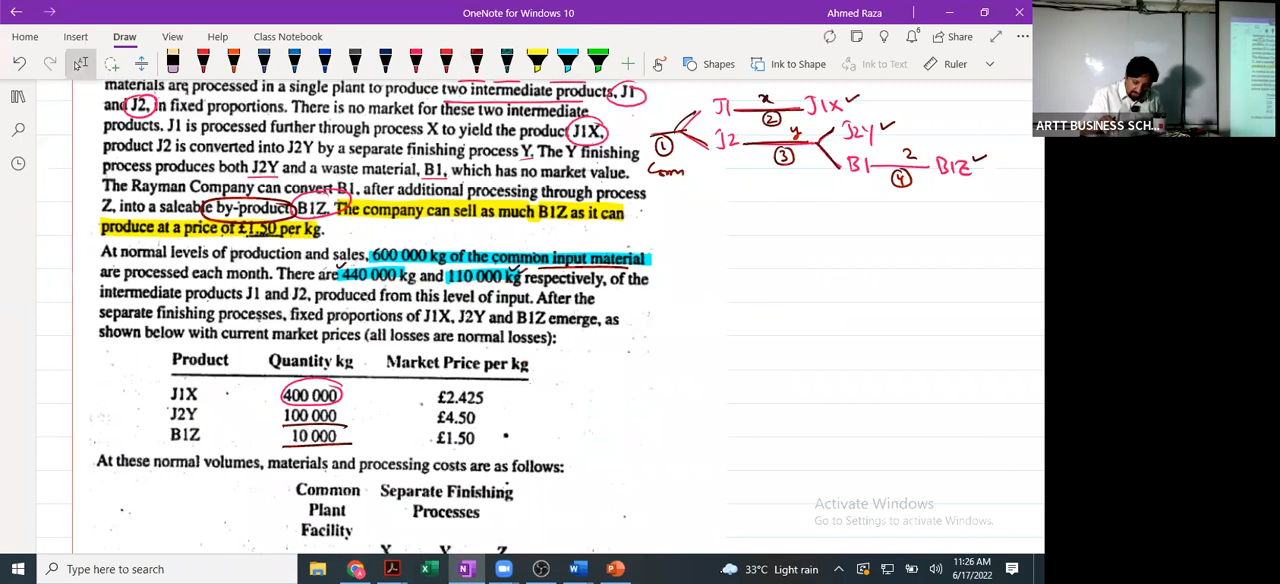 OneNote for Windows 10
Ahmed Raza
Home Insert Draw View Help Class Notebook
Share
Shapes Ink to Shape Ink to Text Ruler
materials are processed in a single plant to produce two intermediate products, J1
and J2, in fixed proportions. There is no market for these two intermediate
products. J1 is processed further through process X to yield the product J1X,
product J2 is converted into J2Y by a separate finishing process Y. The Y finishing
process produces both J2Y and a waste material, B1, which has no market value.
The Rayman Company can convert B1, after additional processing through process
Z, into a salcable by-product B1Z. The company can sell as much B1Z as it can
produce at a price of £1.50 per kg.
At normal levels of production and sales, 600 000 kg of the common input material
are processed each month. There are 440 000 kg and 110 000 kg respectively, of the
intermediate products J1 and J2, produced from this level of input. After the
separate finishing processes, fixed proportions of J1X, J2Y and B1Z emerge, as
shown below with current market prices (all losses are normal losses):
Product Quantity kg Market Price per kg
J1X 400 000 £2.425
J2Y 100 000 £4.50
B1Z 10 000 £1.50
At these normal volumes, materials and processing costs are as follows:
Common Separate Finishing
Plant Processes
Facility
X Y Z
J1 x J1X
2
1 J2 y J2Y
3
Com B1 2 B1Z
4
ARTT BUSINESS SCH...
Activate Windows
Go to Settings to activate Windows.
Type here to search
33°C Light rain
11:26 AM
6/17/2022